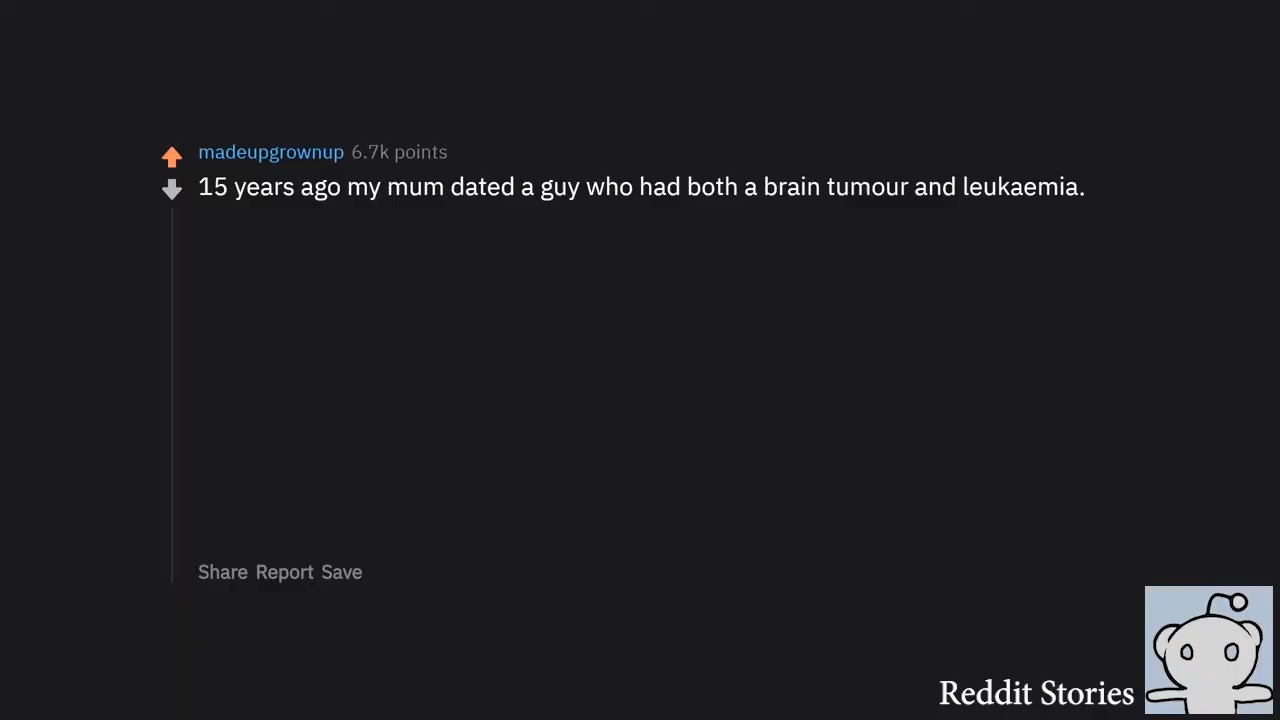 madeupgrownup 6.7k points
15 years ago my mum dated a guy who had both a brain tumour and leukaemia.
Share Report Save
Reddit Stories